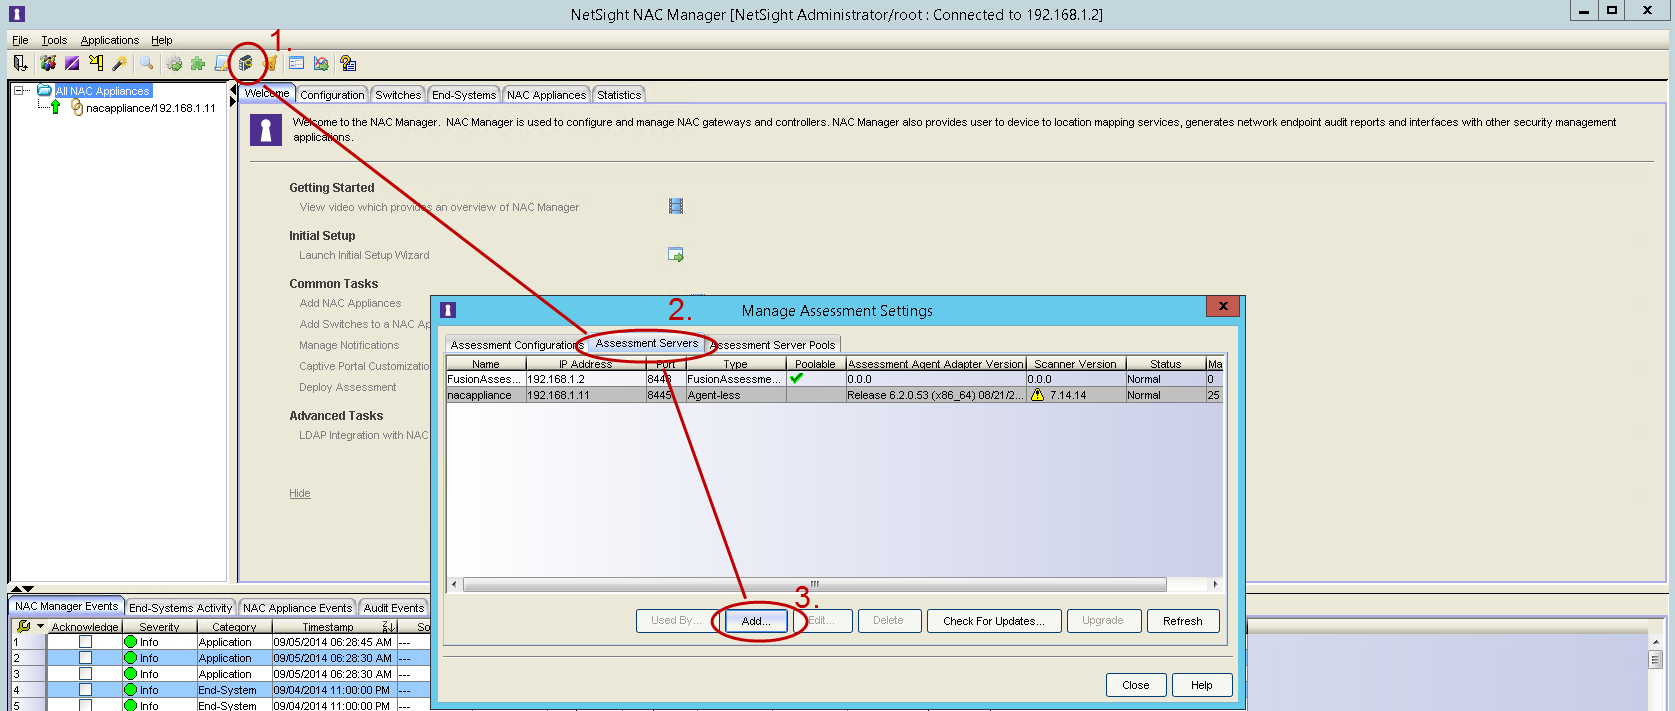 NetSight NAC Manager [NetSight Administrator/root : Connected to 192.168.1.2]
File Tools Applications Help
1.
All NAC Appliances
nacappliance/192.168.1.11
Welcome Configuration Switches End-Systems NAC Appliances Statistics
Welcome to the NAC Manager. NAC Manager is used to configure and manage NAC gateways and controllers. NAC Manager also provides user to device to location mapping services, generates network endpoint audit reports and interfaces with other security management
applications.
Getting Started
View video which provides an overview of NAC Manager
Initial Setup
Launch Initial Setup Wizard
Common Tasks
Add NAC Appliances
Add Switches to a NAC Ap
Manage Notifications
Captive Portal Customizatio
Deploy Assessment
Advanced Tasks
LDAP Integration with NAC
Hide
2.
Manage Assessment Settings
Assessment Configurations Assessment Servers Assessment Server Pools
Name IP Address Port Type Poolable Assessment Agent Adapter Version Scanner Version Status Ma
FusionAsses... 192.168.1.2 8443 FusionAssessme... 0.0.0 0.0.0 Normal 0
nacappliance 192.168.1.11 8445 Agent-less Release 6.2.0.53 (x86_64) 08/21/2... 7.14.14 Normal 25
3.
Used By... Add... Edit... Delete Check For Updates... Upgrade Refresh
Close Help
NAC Manager Events End-Systems Activity NAC Appliance Events Audit Events
Acknowledge Severity Category Timestamp So
1 Info Application 09/05/2014 06:28:45 AM ---
2 Info Application 09/05/2014 06:28:30 AM ---
3 Info Application 09/05/2014 06:28:30 AM ---
4 Info End-System 09/04/2014 11:00:00 PM ---
5 Info End-System 09/04/2014 11:00:00 PM ---